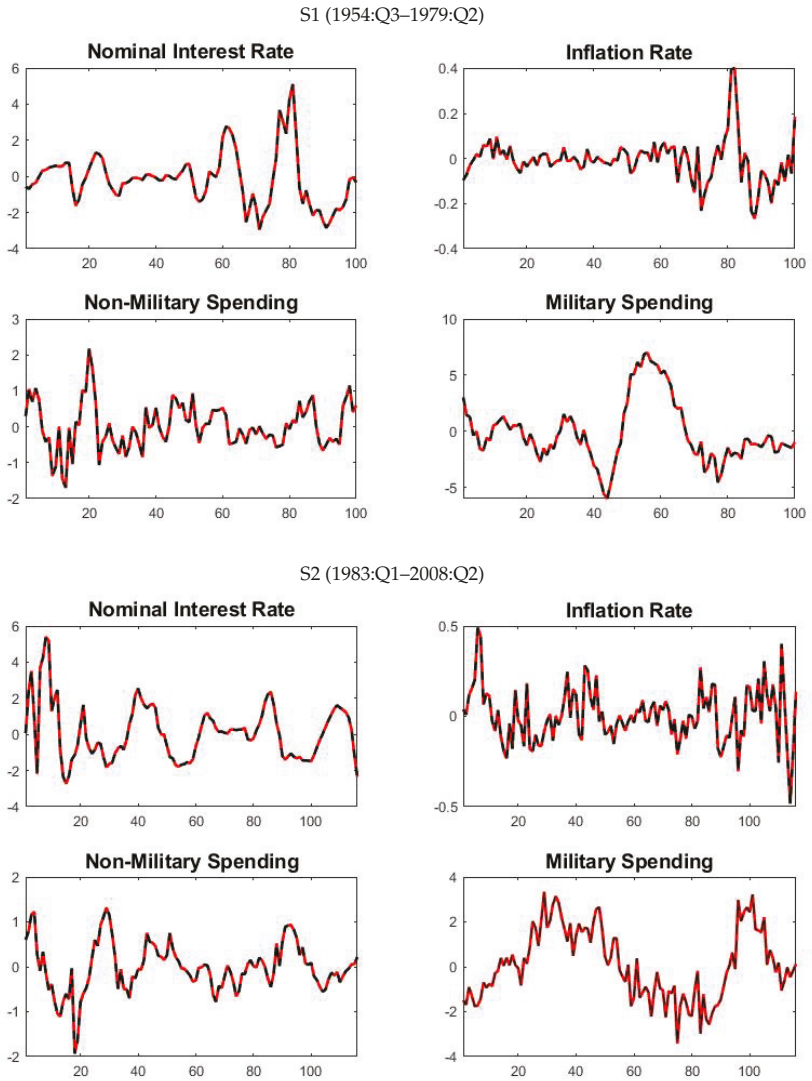 S1 (1954:Q3–1979:Q2)
Nominal Interest Rate
6
4
2
0
-2
-4
20 40 60 80 100
Inflation Rate
0.4
0.2
0
-0.2
-0.4
20 40 60 80 100
Non-Military Spending
3
2
1
0
-1
-2
20 40 60 80 100
Military Spending
10
5
0
-5
20 40 60 80 100
S2 (1983:Q1–2008:Q2)
Nominal Interest Rate
6
4
2
0
-2
-4
20 40 60 80 100
Inflation Rate
0.5
0
-0.5
20 40 60 80 100
Non-Military Spending
2
1
0
-1
-2
20 40 60 80 100
Military Spending
4
2
0
-2
-4
20 40 60 80 100